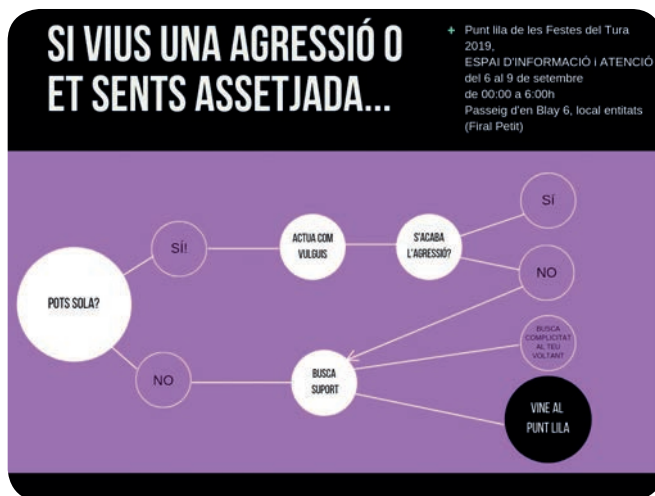 SI VIUS UNA AGRESSIÓ O
ET SENTS ASSETJADA...
+ Punt lila de les Festes del Tura
2019,
ESPAI D'INFORMACIÓ i ATENCIÓ
del 6 al 9 de setembre
de 00:00 a 6:00h
Passeig d'en Blay 6, local entitats
(Firal Petit)
POTS SOLA?
SÍ!
ACTUA COM
VULGUIS
S'ACABA
L'AGRESSIÓ?
SÍ
NO
NO
BUSCA
SUPORT
BUSCA
COMPLICITAT
AL TEU
VOLTANT
VINE AL
PUNT LILA